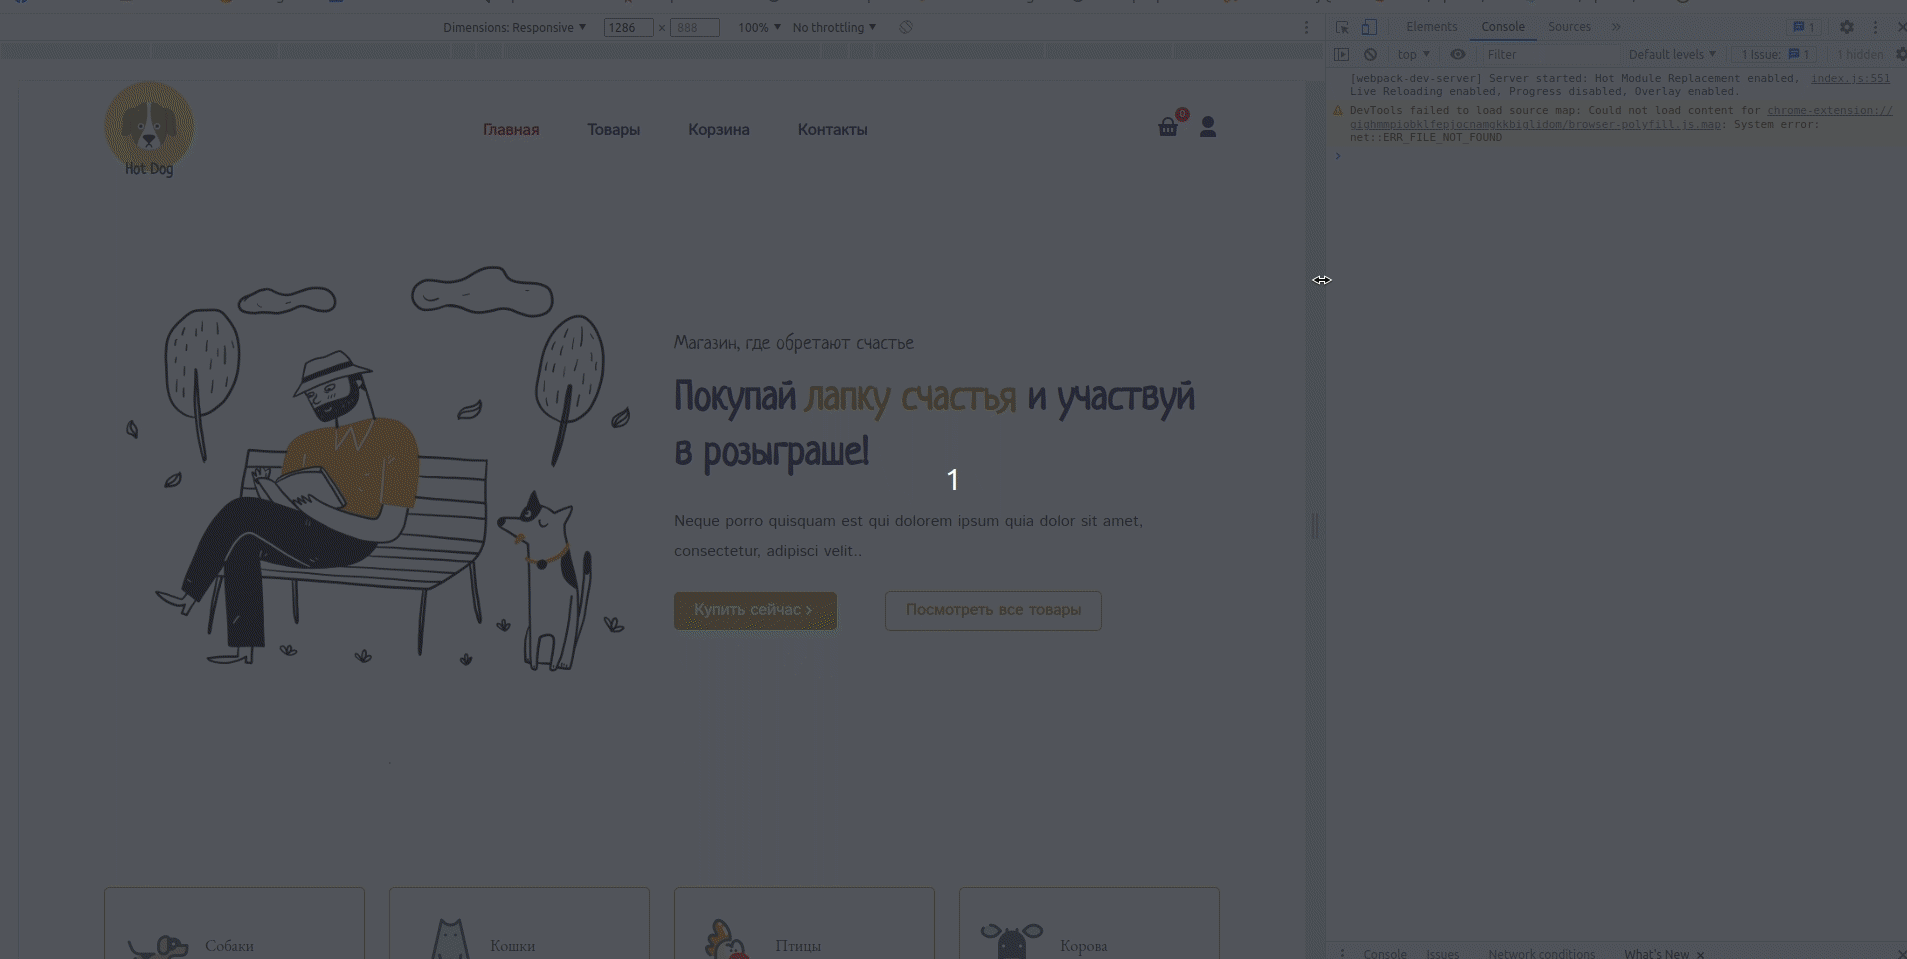 Dimensions: Responsive ▼ 1286 × 888 100% ▼ No throttling ▼
Elements Console Sources » 1
top ▼ Filter Default levels ▼ 1 Issue: 1 1 hidden
[webpack-dev-server] Server started: Hot Module Replacement enabled, index.js:551
Live Reloading enabled, Progress disabled, Overlay enabled.
DevTools failed to load source map: Could not load content for chrome-extension://
gighmmpiobklfepjocnamgkkbiglidom/browser-polyfill.js.map: System error:
net::ERR_FILE_NOT_FOUND
Hot Dog
Главная Товары Корзина Контакты 0
Магазин, где обретают счастье
Покупай лапку счастья и участвуй
в розыграше!
1
Neque porro quisquam est qui dolorem ipsum quia dolor sit amet,
consectetur, adipisci velit..
Купить сейчас > Посмотреть все товары
Собаки Кошки Птицы Корова
Console Issues Network conditions What's New ×